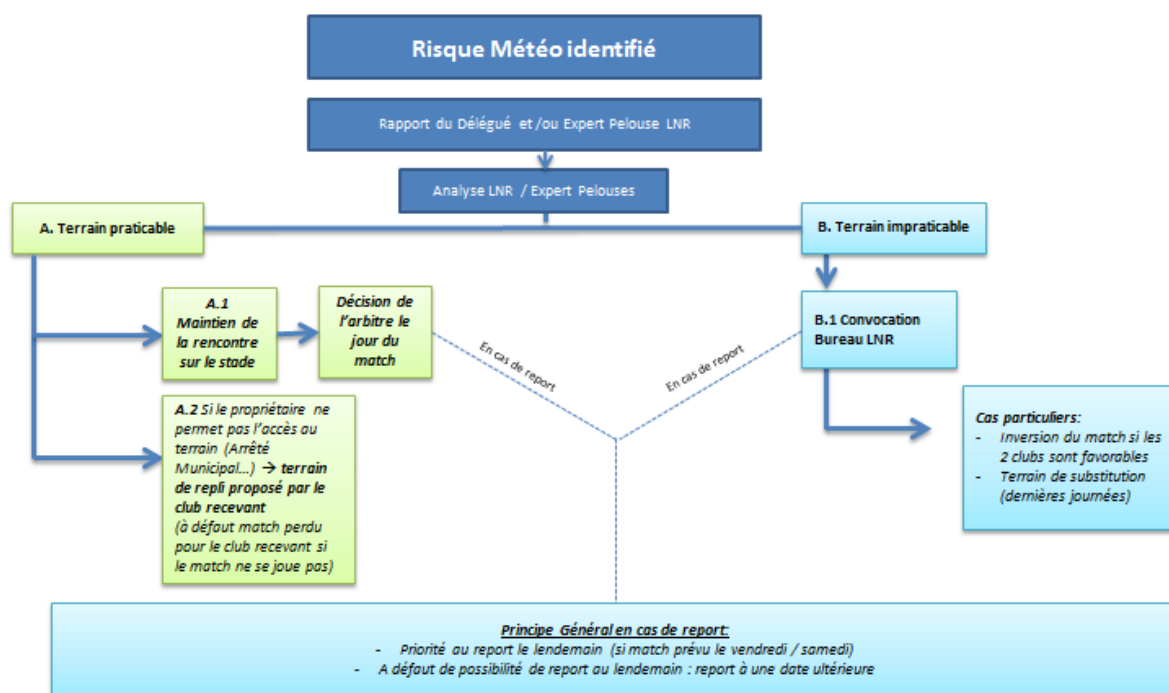 Risque Météo identifié
Rapport du Délégué et /ou Expert Pelouse LNR
Analyse LNR / Expert Pelouses
A. Terrain praticable
B. Terrain impraticable
A.1
Maintien de
la rencontre
sur le stade
Décision de
l'arbitre le
jour du
match
En cas de report
En cas de report
B.1 Convocation
Bureau LNR
A.2 Si le propriétaire ne
permet pas l'accès au
terrain (Arrêté
Municipal...) → terrain
de repli proposé par le
club recevant
(à défaut match perdu
pour le club recevant si
le match ne se joue pas)
Cas particuliers:
- Inversion du match si les
2 clubs sont favorables
- Terrain de substitution
(dernières journées)
Principe Général en cas de report:
- Priorité au report le lendemain (si match prévu le vendredi / samedi)
- A défaut de possibilité de report au lendemain : report à une date ultérieure